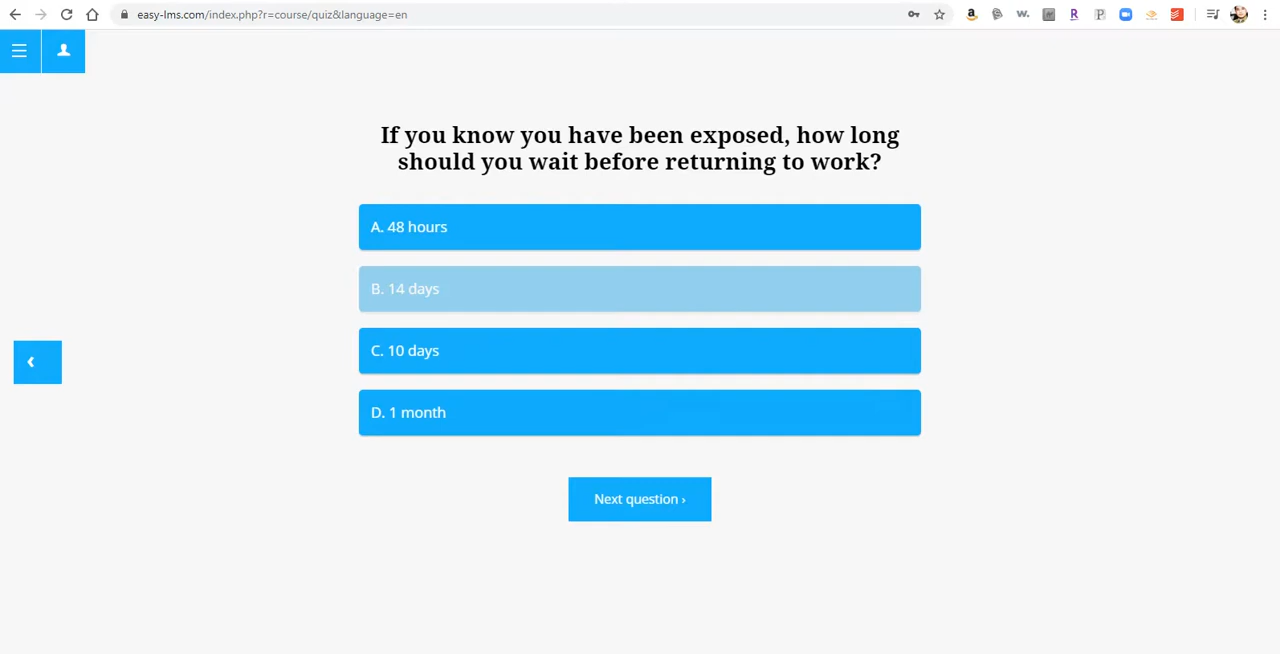 easy-lms.com/index.php?r=course/quiz&language=en
If you know you have been exposed, how long
should you wait before returning to work?
A. 48 hours
B. 14 days
C. 10 days
D. 1 month
Next question ›